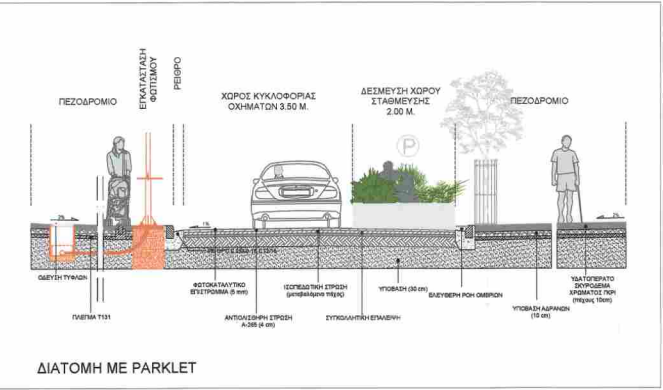 ΠΕΖΟΔΡΟΜΙΟ
ΕΓΚΑΤΑΣΤΑΣΗ
ΦΩΤΙΣΜΟΥ
ΡΕΙΘΡΟ
ΧΩΡΟΣ ΚΥΚΛΟΦΟΡΙΑΣ
ΟΧΗΜΑΤΩΝ 3.50 Μ.
ΔΕΣΜΕΥΣΗ ΧΩΡΟΥ
ΣΤΑΘΜΕΥΣΗΣ
2.00 Μ.
ΠΕΖΟΔΡΟΜΙΟ
P
ΟΔΕΥΣΗ ΤΥΦΛΩΝ
ΠΛΕΓΜΑ Τ131
ΦΩΤΟΚΑΤΑΛΥΤΙΚΟ
ΕΠΙΣΤΡΩΜΑ (5 mm)
ΑΝΤΙΟΛΙΣΘΗΡΗ ΣΤΡΩΣΗ
Α-265 (4 cm)
ΙΣΟΠΕΔΩΤΙΚΗ ΣΤΡΩΣΗ
(μεταβαλόμενο πάχος)
ΣΥΓΚΟΛΛΗΤΙΚΗ ΕΠΑΛΕΙΨΗ
ΥΠΟΒΑΣΗ (30 cm)
ΕΛΕΥΘΕΡΗ ΡΟΗ ΟΜΒΡΙΩΝ
ΥΠΟΒΑΣΗ ΑΔΡΑΝΩΝ
(15 cm)
ΥΔΑΤΟΠΕΡΑΤΟ
ΣΚΥΡΟΔΕΜΑ
ΧΡΩΜΑΤΟΣ ΓΚΡΙ
(πάχους 10cm)
ΔΙΑΤΟΜΗ ΜΕ PARKLET